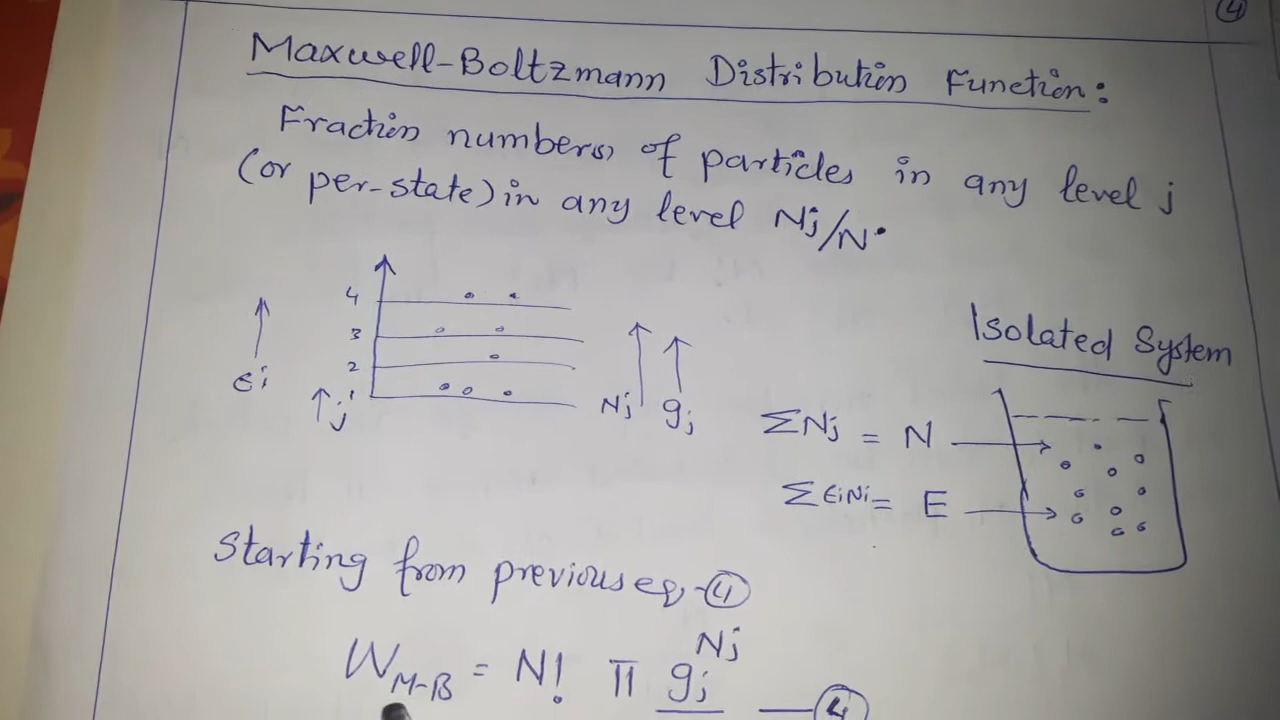 ④
Maxwell-Boltzmann Distribution Function:
Fraction numbers of particles in any level j
(or per-state) in any level Nj/N.
4
3
2
1
ϵi
↑j
Nj gj
Isolated System
ΣNj = N
ΣϵiNi = E
Starting from previous eq-④
W_M-B = N! Π gj^Nj — ④